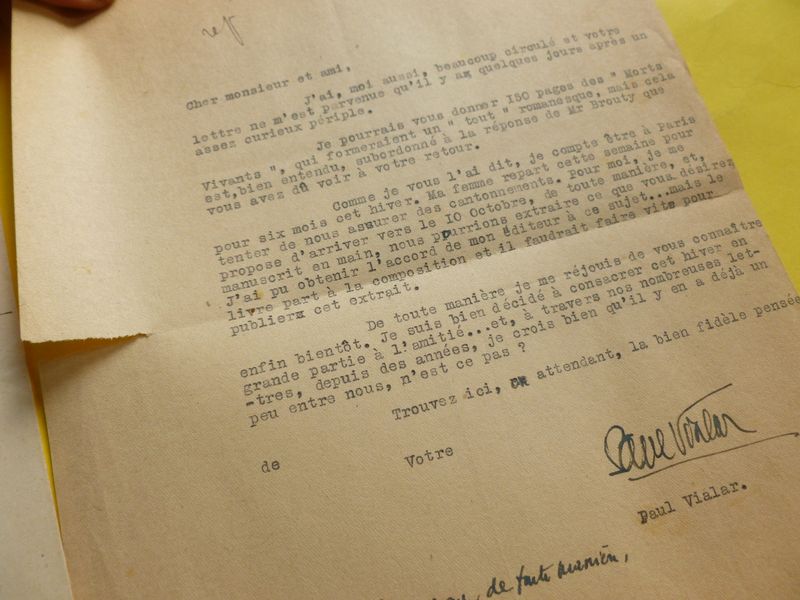 rep
Cher monsieur et ami,
J'ai, moi aussi, beaucoup circulé et votre
lettre ne m'est parvenue qu'il y ax quelques jours après un
assez curieux périple.
Je pourrais vous donner 150 pages des " Morts
Vivants ", qui formeraient un " tout " romanesque, mais cela
est, bien entendu, subordonné à la réponse de Mr Brouty que
vous avez dû voir à votre retour.
Comme je vous l'ai dit, je compte être à Paris
pour six mois cet hiver. Ma femme repart cette semaine pour
tenter de nous assurer des cantonnements. Pour moi, je me
propose d'arriver vers le 10 Octobre, de toute manière, et,
manuscrit en main, nous pourrions extraire ce que vous désirez
J'ai pu obtenir l'accord de mon éditeur à ce sujet...mais le
livre part à la composition et il faudrait faire vite pour
publierx cet extrait.
De toute manière je me réjouis de vous connaître
enfin bientôt. Je suis bien décidé à consacrer cet hiver en
grande partie à l'amitié...et, à travers nos nombreuses let-
-tres, depuis des années, je crois bien qu'il y en a déjà un
peu entre nous, n'est ce pas ?
Trouvez ici, en attendant, la bien fidèle pensée
de Votre
Paul Vialar
Paul Vialar.
de toute manière,